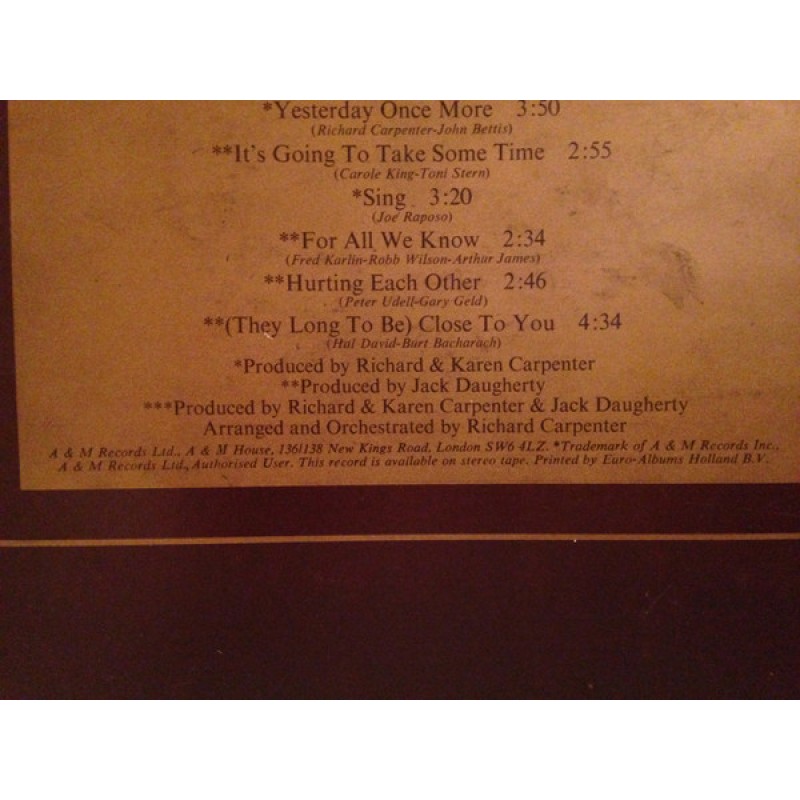 *Yesterday Once More 3:50
(Richard Carpenter-John Bettis)
**It's Going To Take Some Time 2:55
(Carole King-Toni Stern)
*Sing 3:20
(Joe Raposo)
**For All We Know 2:34
(Fred Karlin-Robb Wilson-Arthur James)
**Hurting Each Other 2:46
(Peter Udell-Gary Geld)
**(They Long To Be) Close To You 4:34
(Hal David-Burt Bacharach)
*Produced by Richard & Karen Carpenter
**Produced by Jack Daugherty
***Produced by Richard & Karen Carpenter & Jack Daugherty
Arranged and Orchestrated by Richard Carpenter
A & M Records Ltd., A & M House, 136/138 New Kings Road, London SW6 4LZ. *Trademark of A & M Records Inc.,
A & M Records Ltd., Authorised User. This record is available on stereo tape. Printed by Euro-Albums Holland B.V.